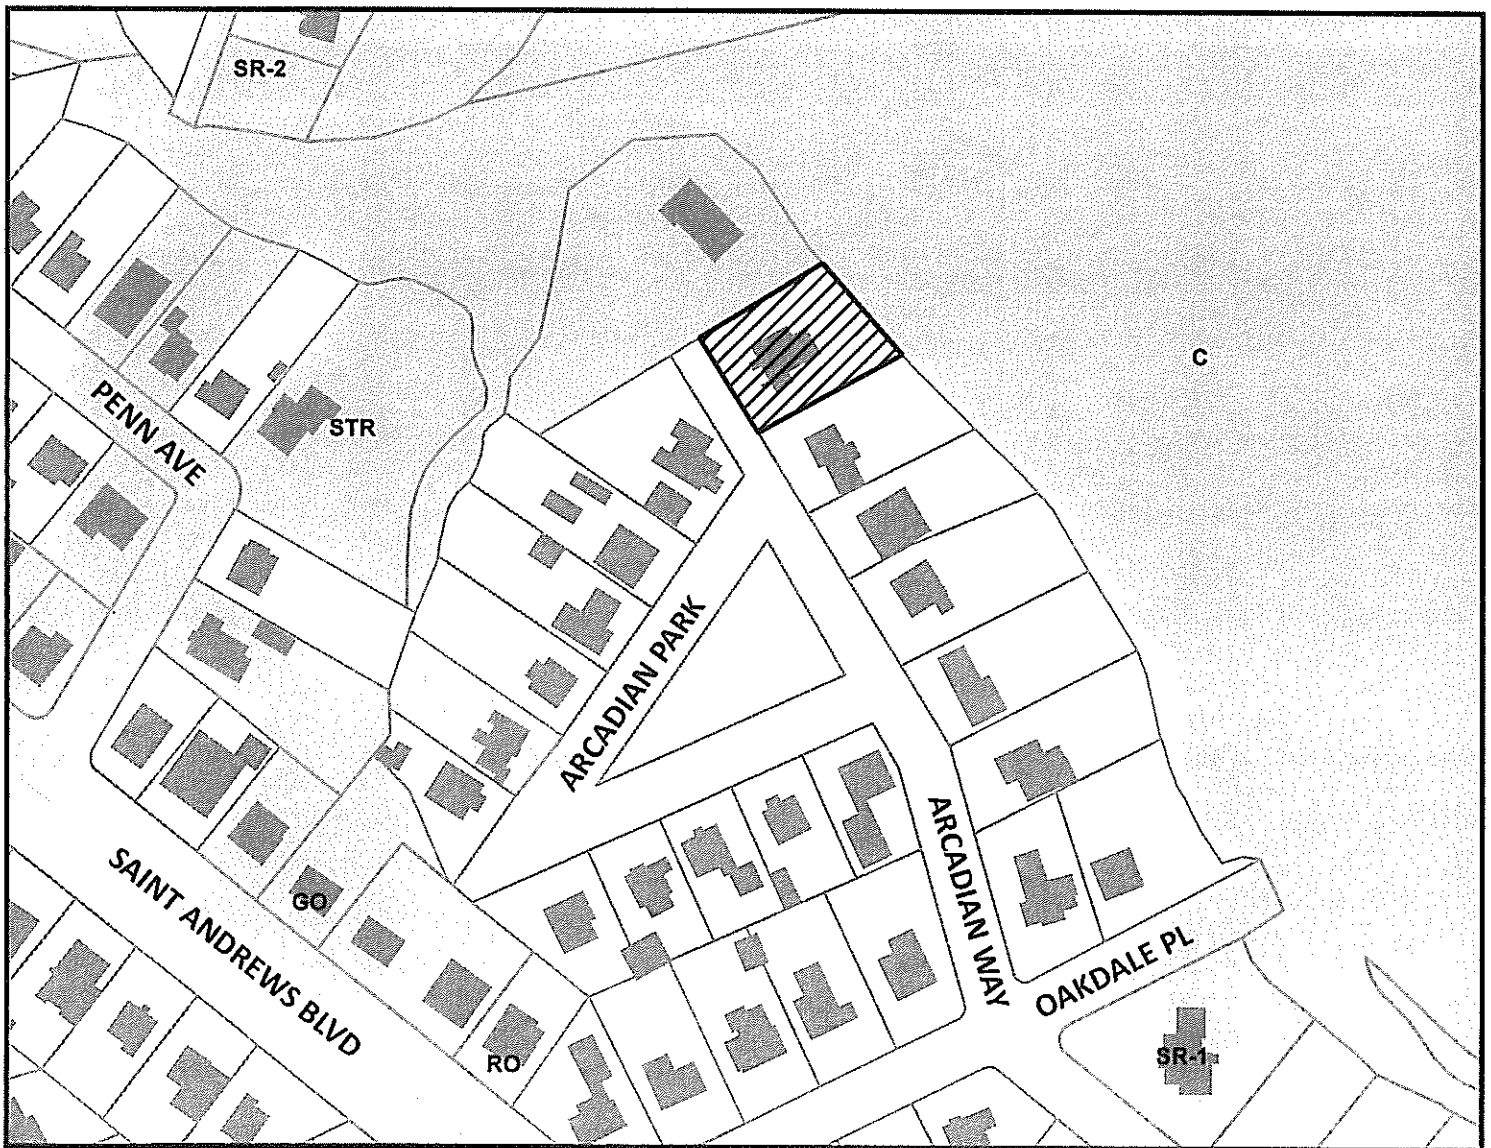 SR-2
C
PENN AVE
STR
ARCADIAN PARK
ARCADIAN WAY
SAINT ANDREWS BLVD
GO
OAKDALE PL
RO
SR-1